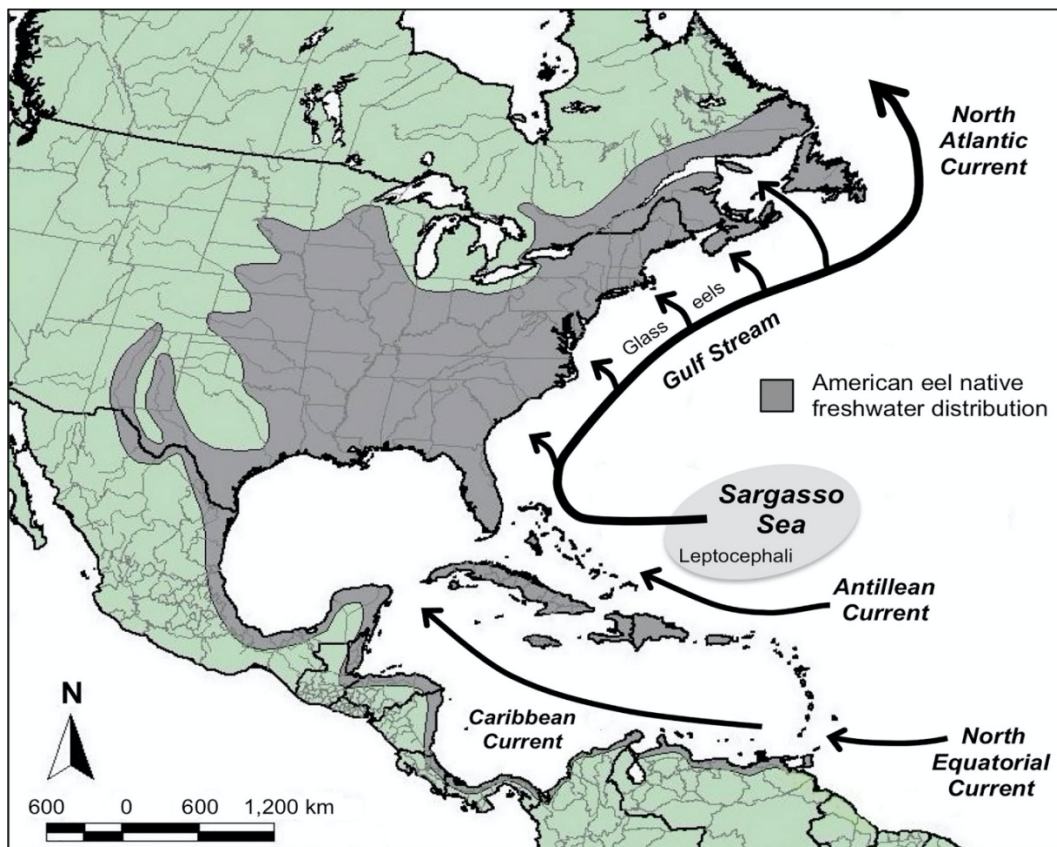 North
Atlantic
Current
Glass eels
Gulf Stream
American eel native
freshwater distribution
Sargasso
Sea
Leptocephali
Antillean
Current
Caribbean
Current
North
Equatorial
Current
N
600 0 600 1,200 km